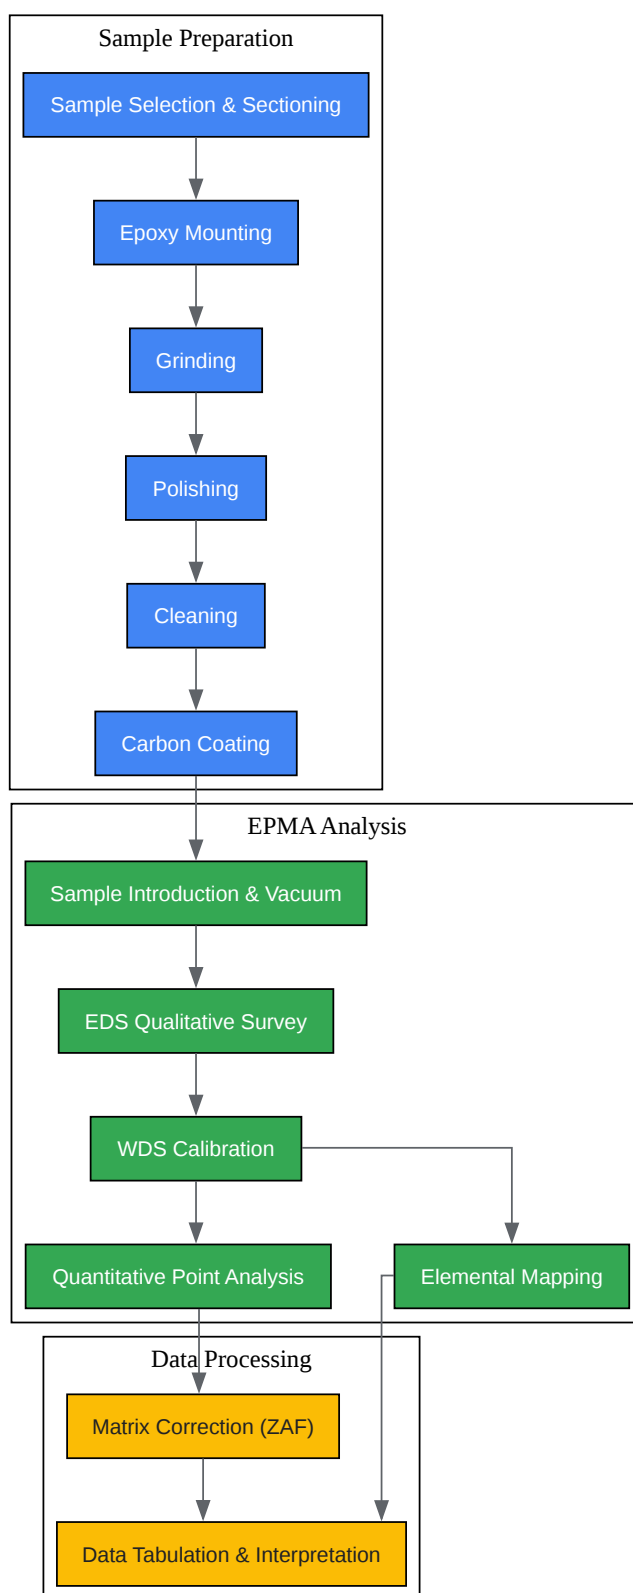 Sample Preparation
Sample Selection & Sectioning
Epoxy Mounting
Grinding
Polishing
Cleaning
Carbon Coating
EPMA Analysis
Sample Introduction & Vacuum
EDS Qualitative Survey
WDS Calibration
Quantitative Point Analysis
Elemental Mapping
Data Processing
Matrix Correction (ZAF)
Data Tabulation & Interpretation